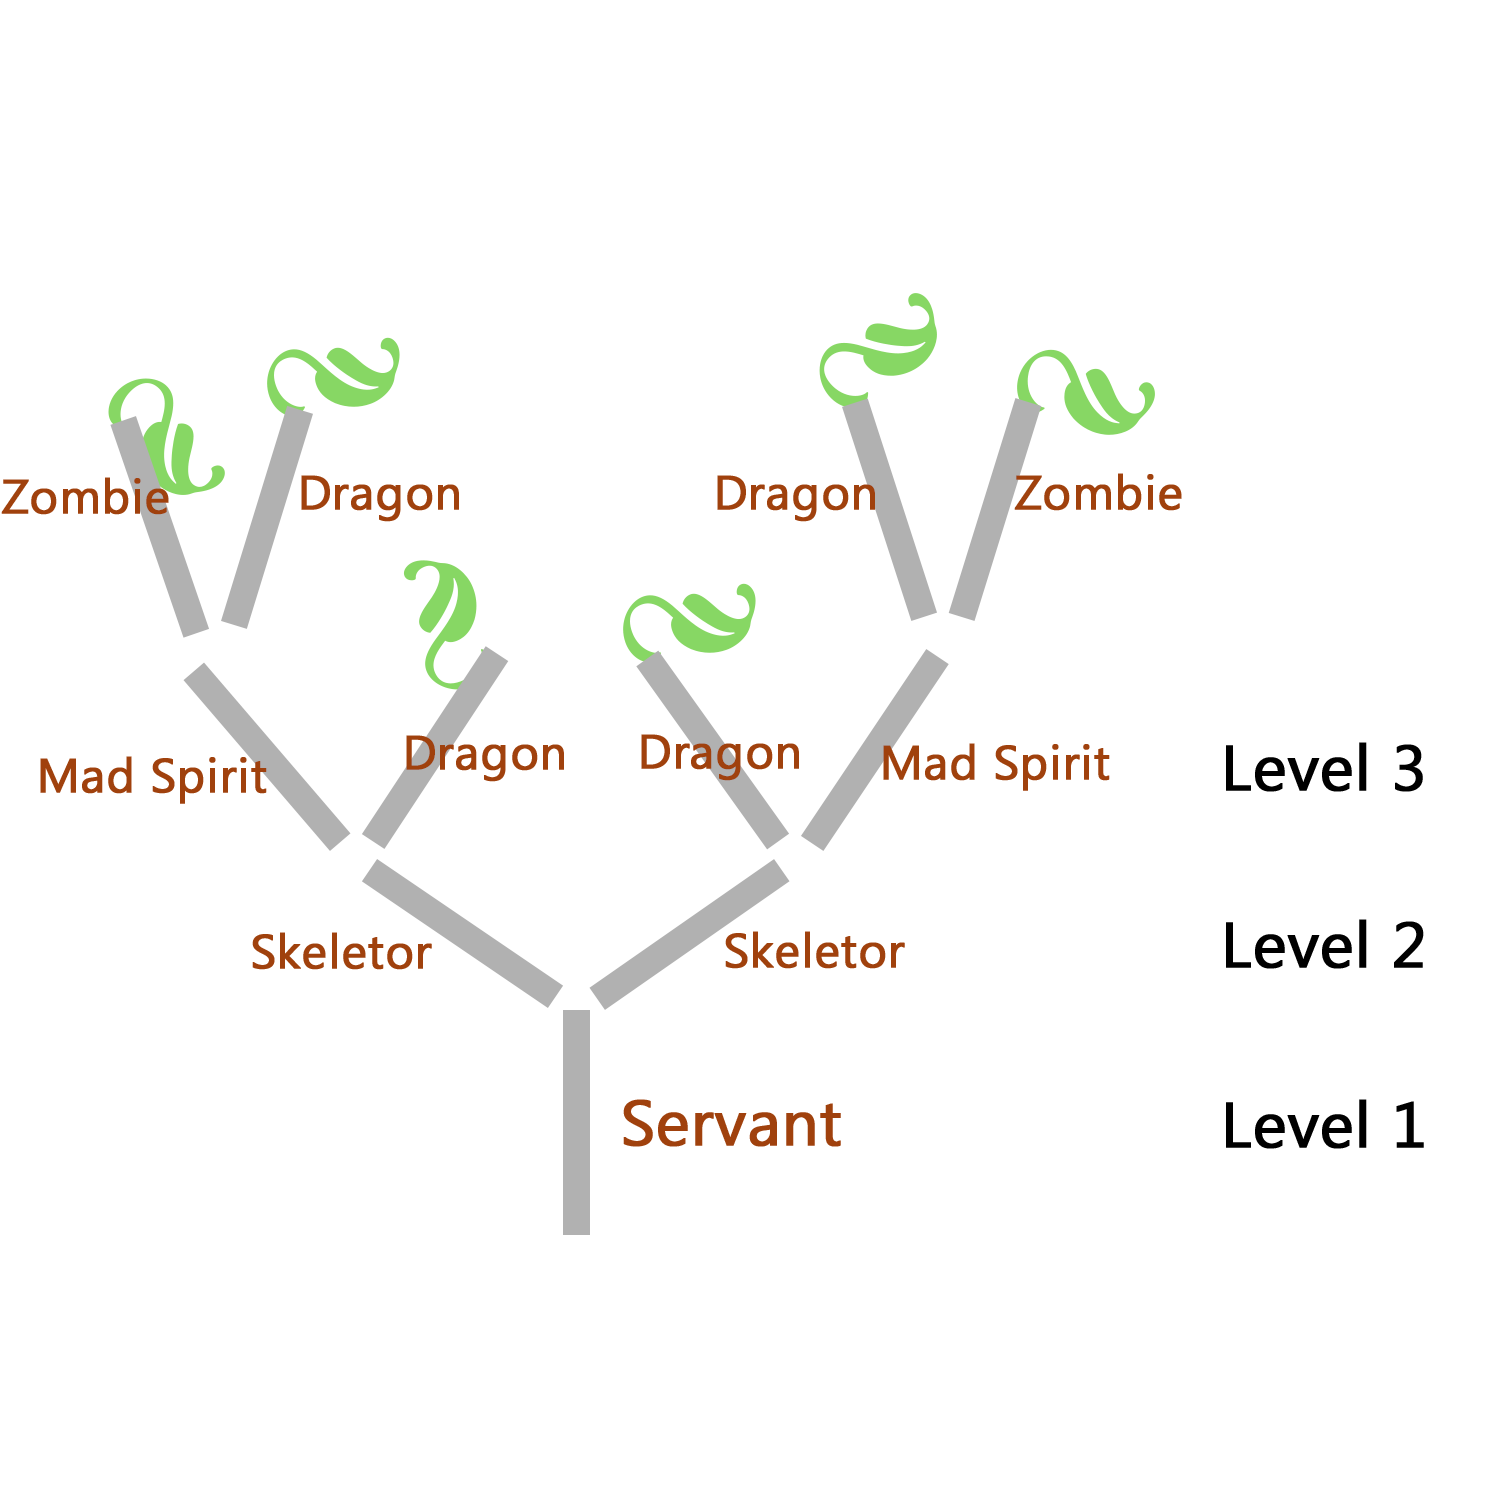 Zombie
Dragon
Dragon
Zombie
Mad Spirit
Dragon
Dragon
Mad Spirit
Level 3
Skeletor
Skeletor
Level 2
Servant
Level 1